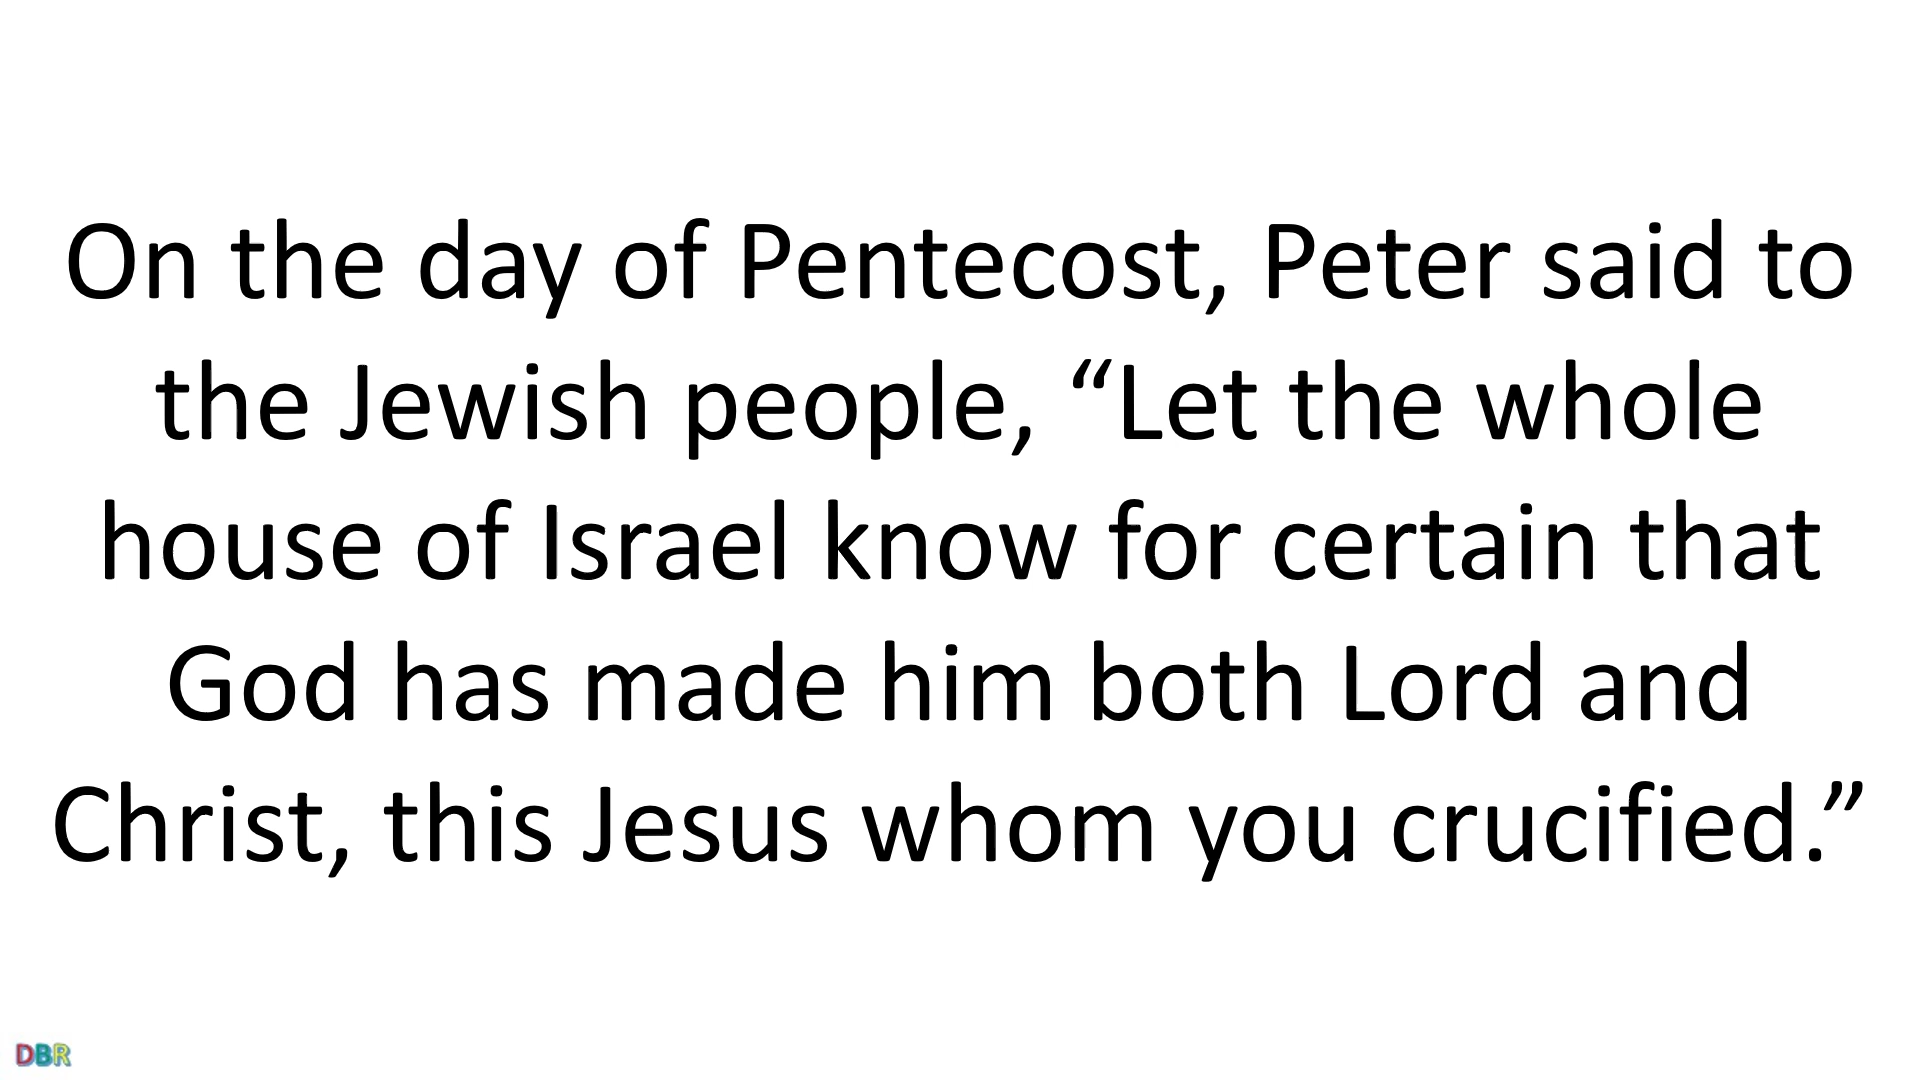 On the day of Pentecost, Peter said to
the Jewish people, “Let the whole
house of Israel know for certain that
God has made him both Lord and
Christ, this Jesus whom you crucified.”
DBR